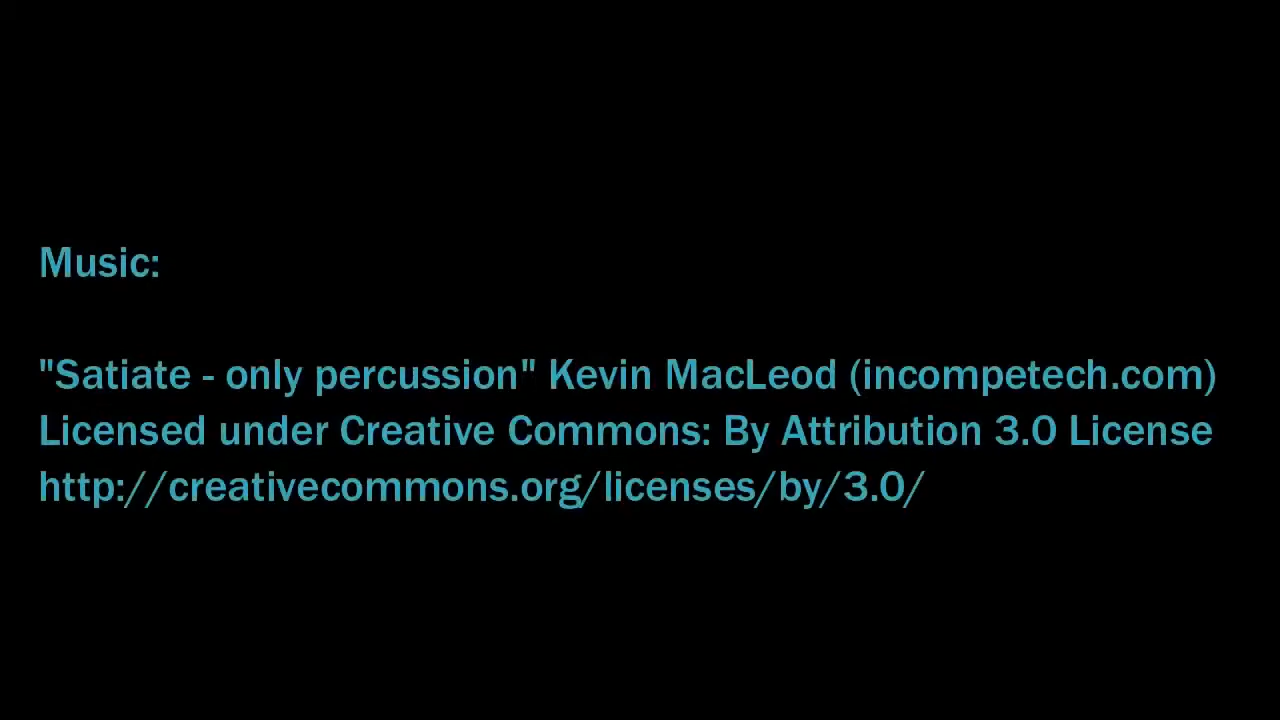 Music:
"Satiate - only percussion" Kevin MacLeod (incompetech.com)
Licensed under Creative Commons: By Attribution 3.0 License
http://creativecommons.org/licenses/by/3.0/